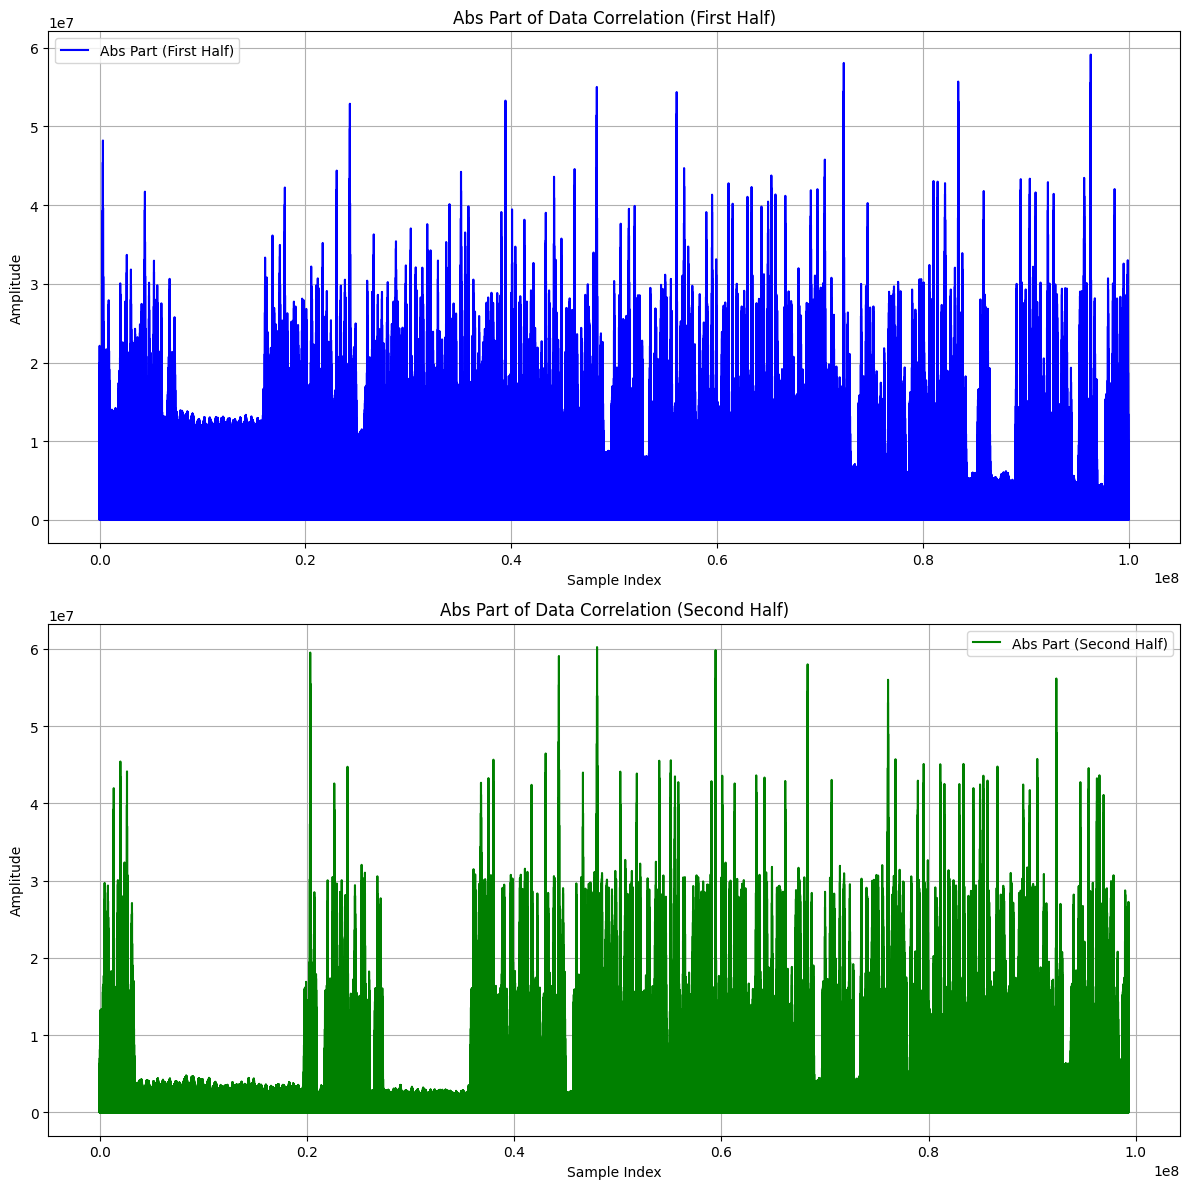 Abs Part of Data Correlation (First Half)
1e7
Abs Part (First Half)
6
5
4
3
2
1
0
Amplitude
0.0 0.2 0.4 0.6 0.8 1.0
1e8
Sample Index
Abs Part of Data Correlation (Second Half)
1e7
Abs Part (Second Half)
6
5
4
3
2
1
0
Amplitude
0.0 0.2 0.4 0.6 0.8 1.0
1e8
Sample Index